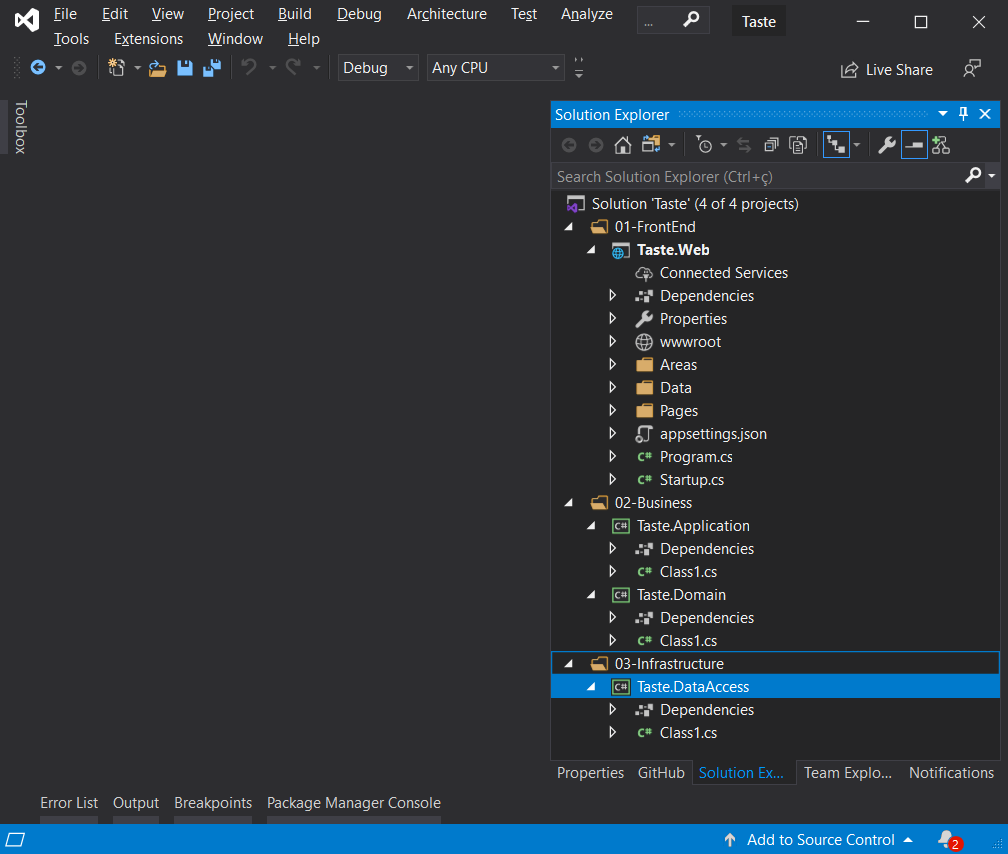 File Edit View Project Build Debug Architecture Test Analyze ... Taste
Tools Extensions Window Help
Debug Any CPU Live Share
Toolbox
Solution Explorer
Search Solution Explorer (Ctrl+ç)
Solution 'Taste' (4 of 4 projects)
01-FrontEnd
Taste.Web
Connected Services
Dependencies
Properties
wwwroot
Areas
Data
Pages
appsettings.json
C# Program.cs
C# Startup.cs
02-Business
C# Taste.Application
Dependencies
C# Class1.cs
C# Taste.Domain
Dependencies
C# Class1.cs
03-Infrastructure
C# Taste.DataAccess
Dependencies
C# Class1.cs
Properties GitHub Solution Ex... Team Explo... Notifications
Error List Output Breakpoints Package Manager Console
Add to Source Control 2